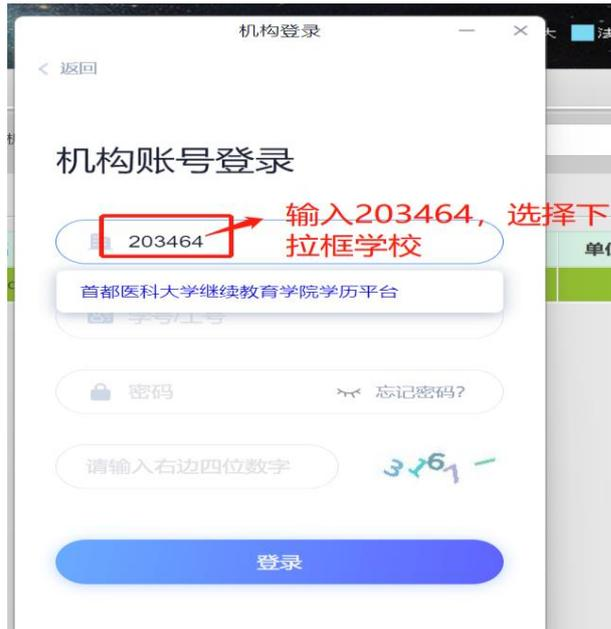 机构登录
返回
机构账号登录
输入203464，选择下
拉框学校
203464
单位
首都医科大学继续教育学院学历平台
学号/工号
密码
忘记密码?
请输入右边四位数字
登录